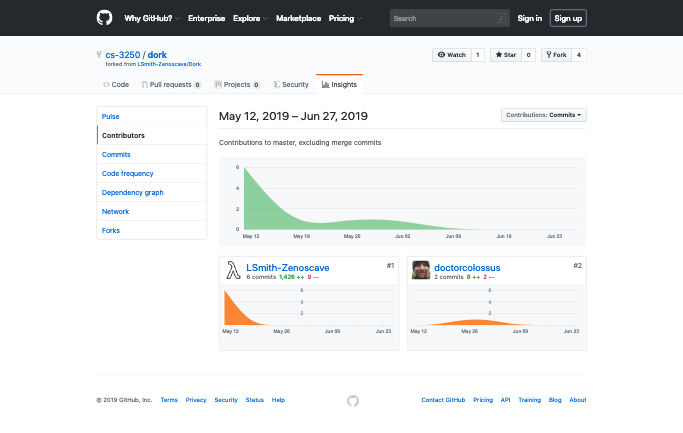 Why GitHub? Enterprise Explore Marketplace Pricing Search / Sign in Sign up
cs-3250 / dork Watch 1 Star 0 Fork 4
forked from LSmith-Zenoscave/Dork
Code Pull requests 0 Projects 0 Security Insights
Pulse
Contributors
Commits
Code frequency
Dependency graph
Network
Forks
May 12, 2019 – Jun 27, 2019 Contributions: Commits
Contributions to master, excluding merge commits
6
4
2
0
May 12 May 19 May 26 Jun 02 Jun 09 Jun 16 Jun 23
LSmith-Zenoscave #1
6 commits 1,426 ++ 9 --
6
4
2
May 12 May 26 Jun 09 Jun 23
doctorcolossus #2
2 commits 8 ++ 2 --
6
4
2
May 12 May 26 Jun 09 Jun 23
© 2019 GitHub, Inc. Terms Privacy Security Status Help Contact GitHub Pricing API Training Blog About